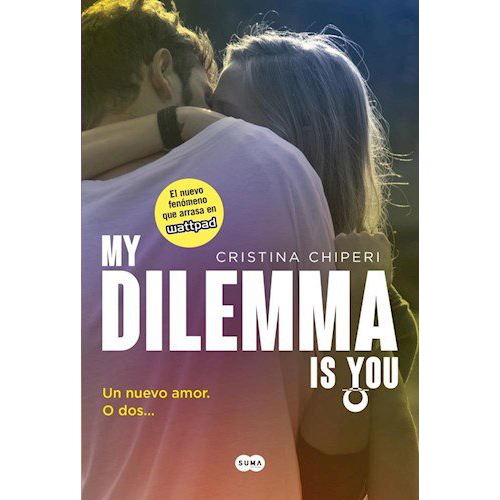 El nuevo
fenómeno
que arrasa en
wattpad
MY
CRISTINA CHIPERI
DILEMMA
IS YOU
Un nuevo amor.
O dos...
SUMA